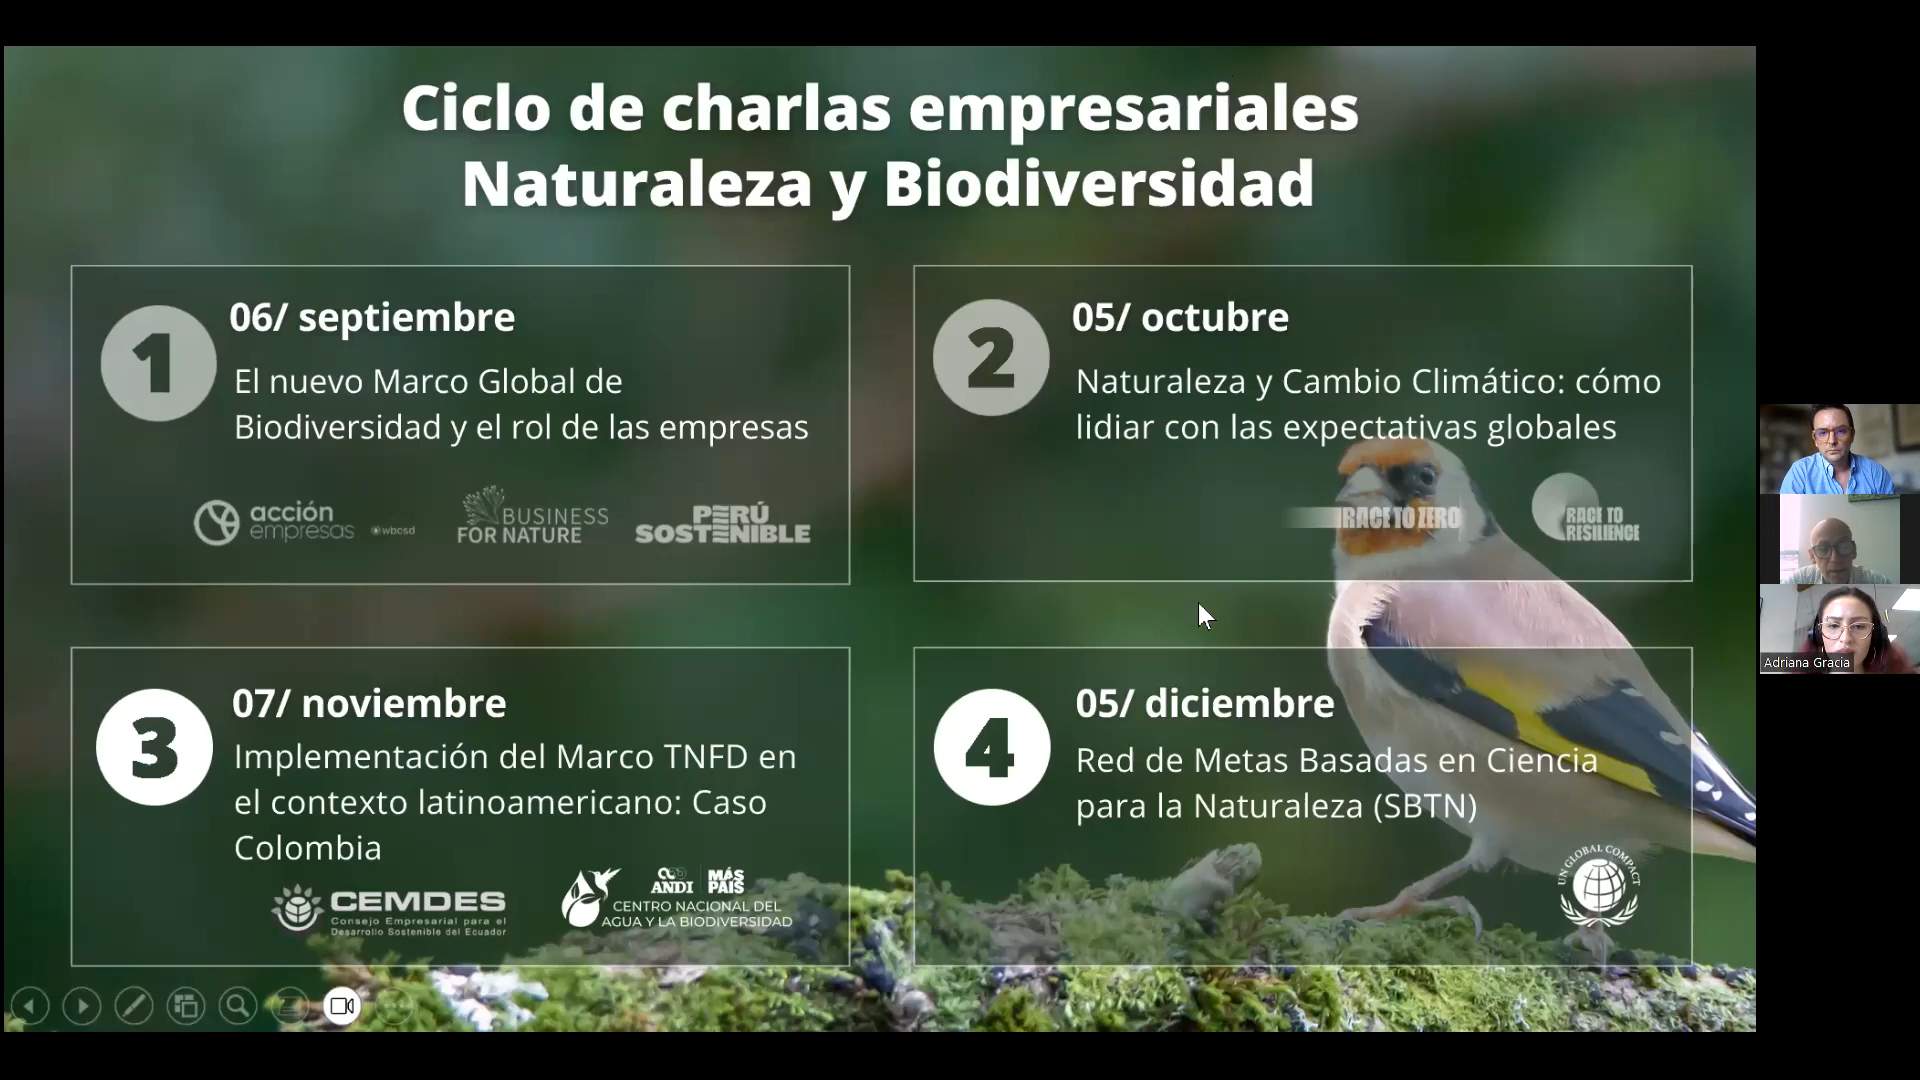 Ciclo de charlas empresariales
Naturaleza y Biodiversidad
1
06/ septiembre
El nuevo Marco Global de
Biodiversidad y el rol de las empresas
acción
empresas
wbcsd
BUSINESS
FOR NATURE
PERÚ
SOSTENIBLE
2
05/ octubre
Naturaleza y Cambio Climático: cómo
lidiar con las expectativas globales
RACE TO ZERO
RACE TO
RESILIENCE
3
07/ noviembre
Implementación del Marco TNFD en
el contexto latinoamericano: Caso
Colombia
CEMDES
Consejo Empresarial para el
Desarrollo Sostenible del Ecuador
ANDI
MÁS
PAÍS
CENTRO NACIONAL DEL
AGUA Y LA BIODIVERSIDAD
4
05/ diciembre
Red de Metas Basadas en Ciencia
para la Naturaleza (SBTN)
UN GLOBAL COMPACT
Adriana Gracia